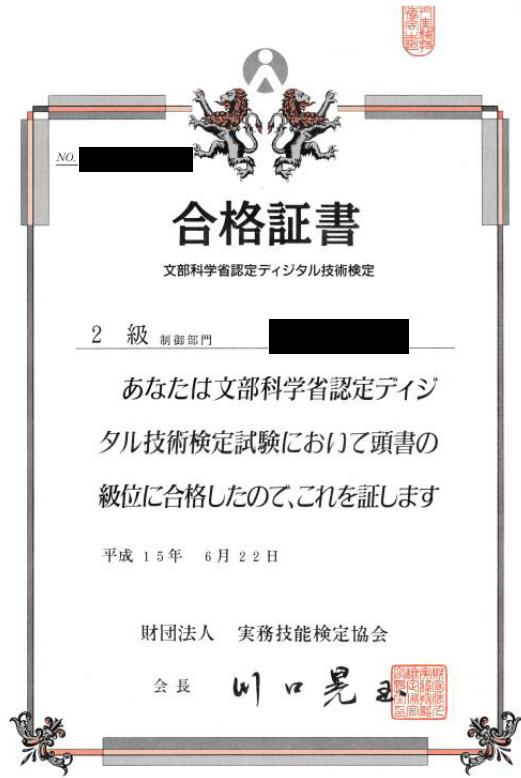 NO.
合格証書
文部科学省認定ディジタル技術検定
2 級 制御部門
あなたは文部科学省認定ディジ
タル技術検定試験において頭書の
級位に合格したので、これを証します
平成 15年 6月22日
財団法人 実務技能検定協会
会長 川口晃玉